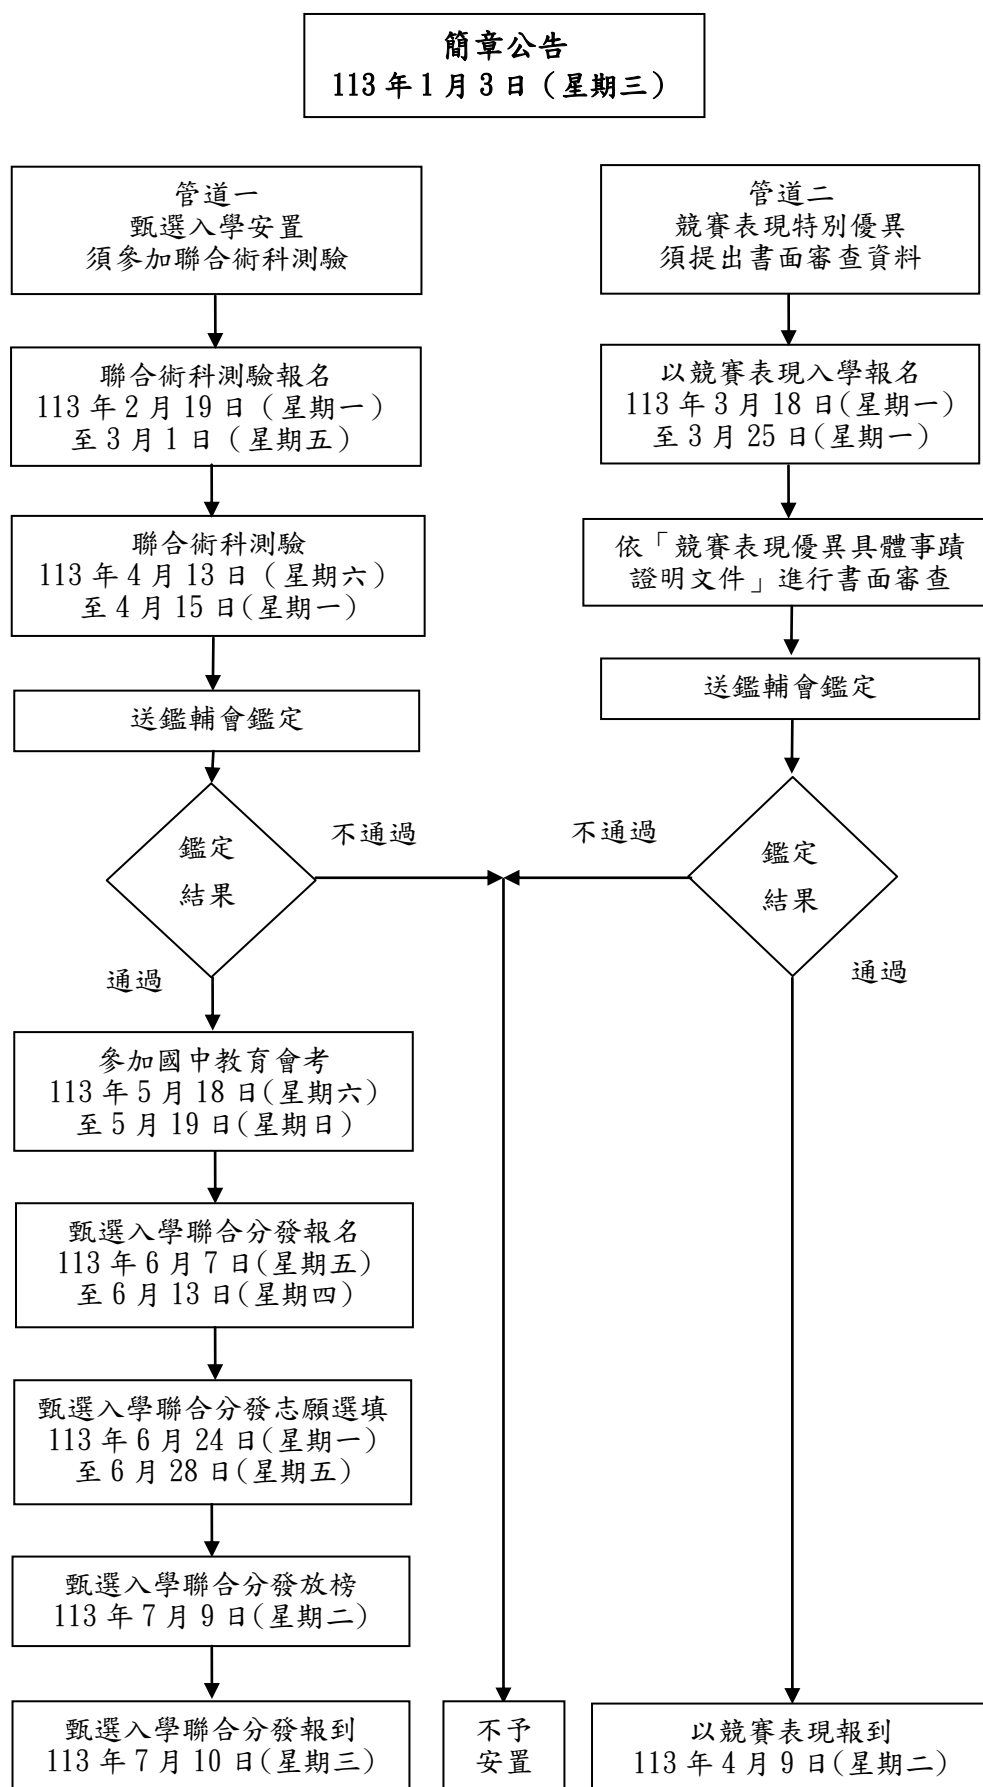 簡章公告
113 年 1 月 3 日（星期三）
管道一
甄選入學安置
須參加聯合術科測驗
聯合術科測驗報名
113 年 2 月 19 日（星期一）
至 3 月 1 日（星期五）
聯合術科測驗
113 年 4 月 13 日（星期六）
至 4 月 15 日(星期一)
送鑑輔會鑑定
鑑定
結果
不通過
通過
參加國中教育會考
113 年 5 月 18 日(星期六)
至 5 月 19 日(星期日)
甄選入學聯合分發報名
113 年 6 月 7 日(星期五)
至 6 月 13 日(星期四)
甄選入學聯合分發志願選填
113 年 6 月 24 日(星期一)
至 6 月 28 日(星期五)
甄選入學聯合分發放榜
113 年 7 月 9 日(星期二)
甄選入學聯合分發報到
113 年 7 月 10 日(星期三)
管道二
競賽表現特別優異
須提出書面審查資料
以競賽表現入學報名
113 年 3 月 18 日(星期一)
至 3 月 25 日(星期一)
依「競賽表現優異具體事蹟
證明文件」進行書面審查
送鑑輔會鑑定
鑑定
結果
不通過
通過
不予
安置
以競賽表現報到
113 年 4 月 9 日(星期二)